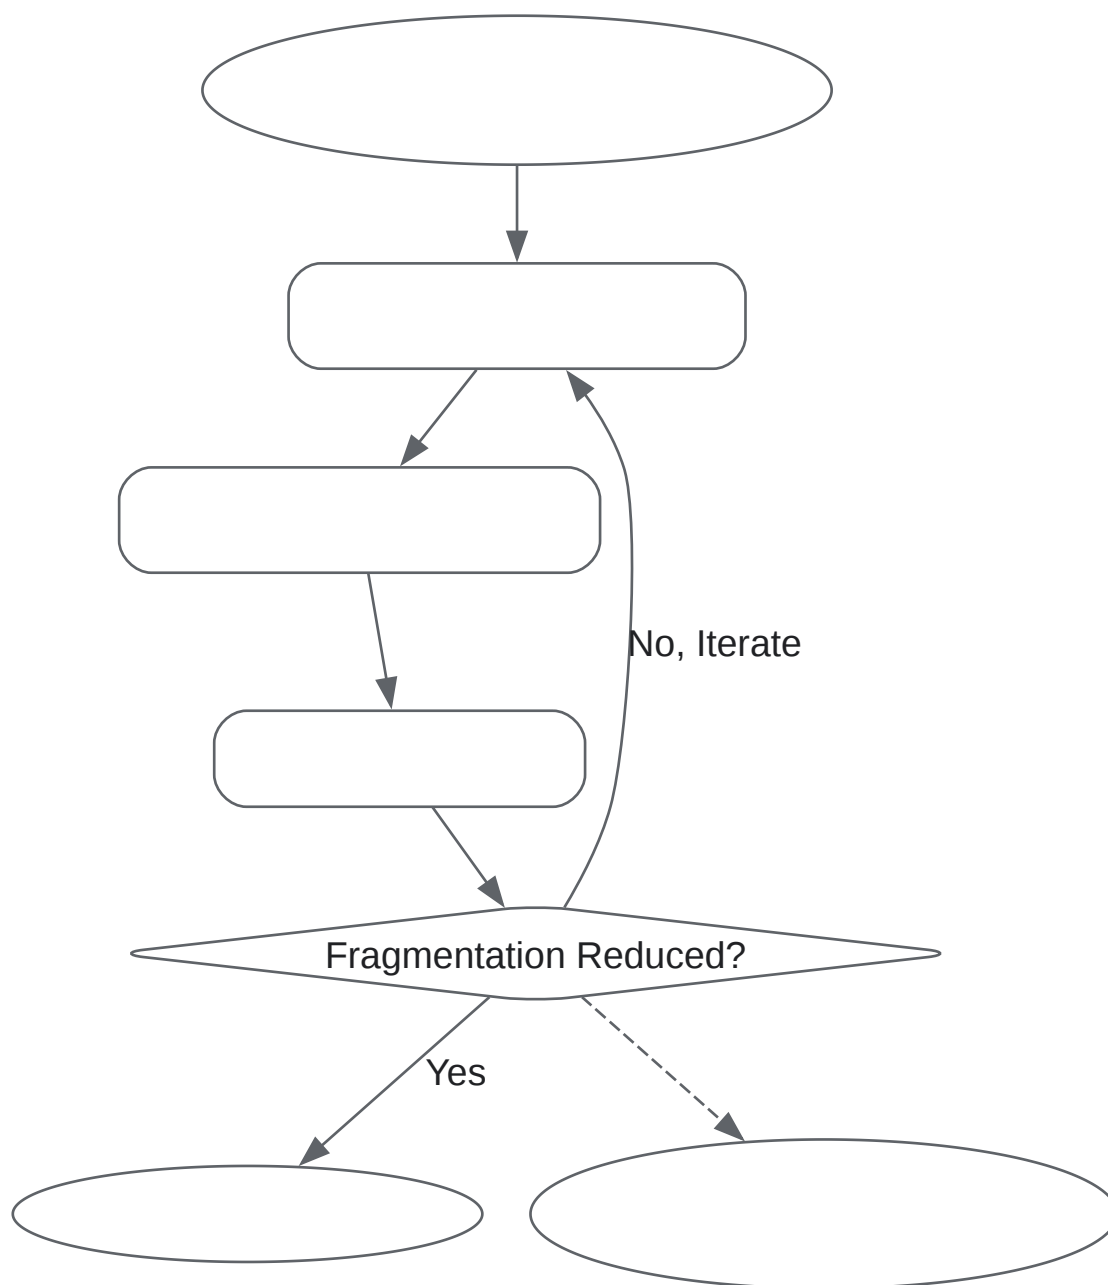 No, Iterate
Fragmentation Reduced?
Yes